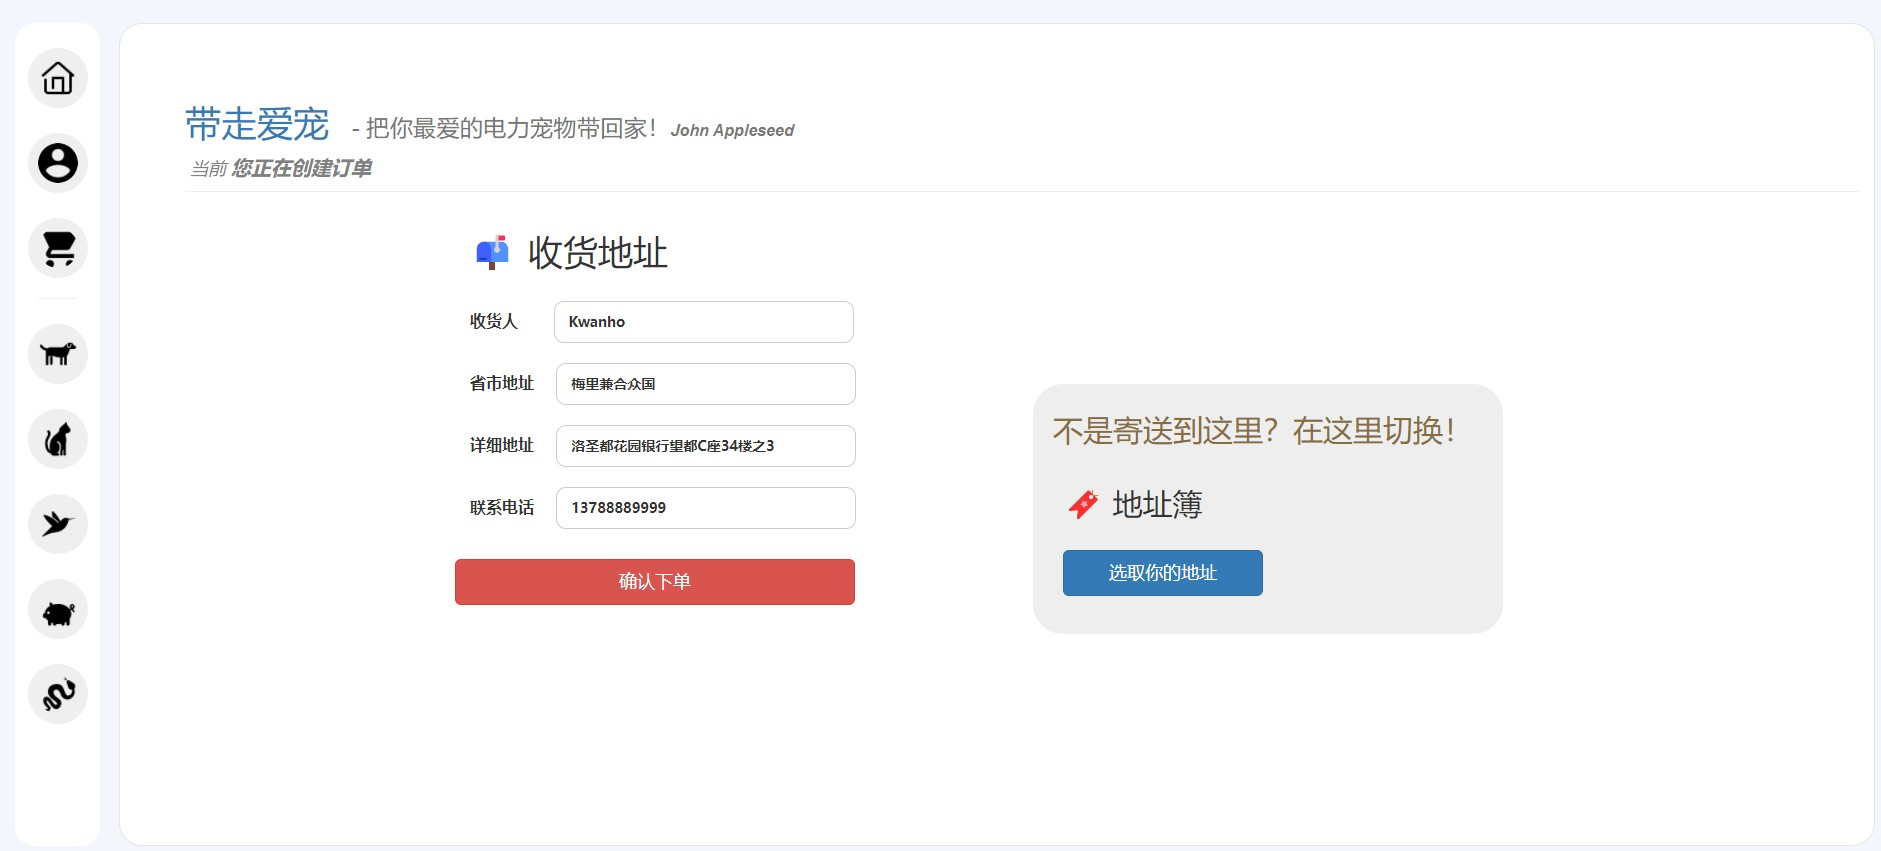 带走爱宠 - 把你最爱的电力宠物带回家！John Appleseed
当前 您正在创建订单
收货地址
收货人 Kwanho
省市地址 梅里兼合众国
详细地址 洛圣都花园银行望都C座34楼之3
联系电话 13788889999
确认下单
不是寄送到这里？在这里切换！
地址簿
选取你的地址